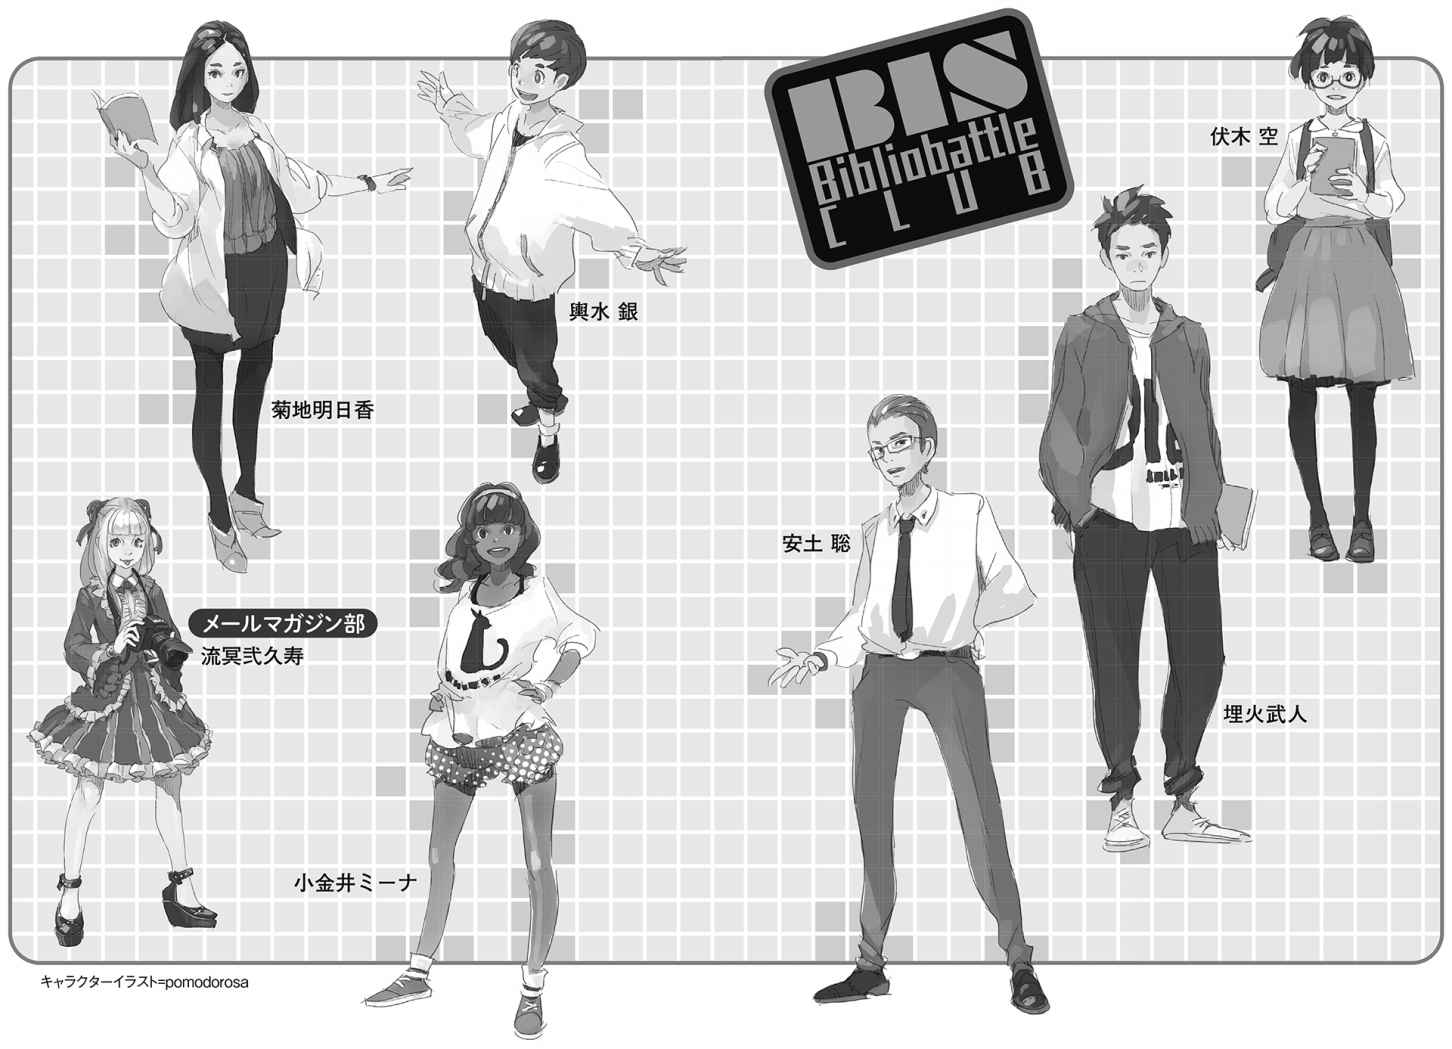 BIS
Bibliobattle
CLUB
伏木 空
輿水 銀
菊地明日香
安土 聡
メールマガジン部
流冥弐久寿
埋火武人
小金井ミーナ
キャラクターイラスト=pomodorosa